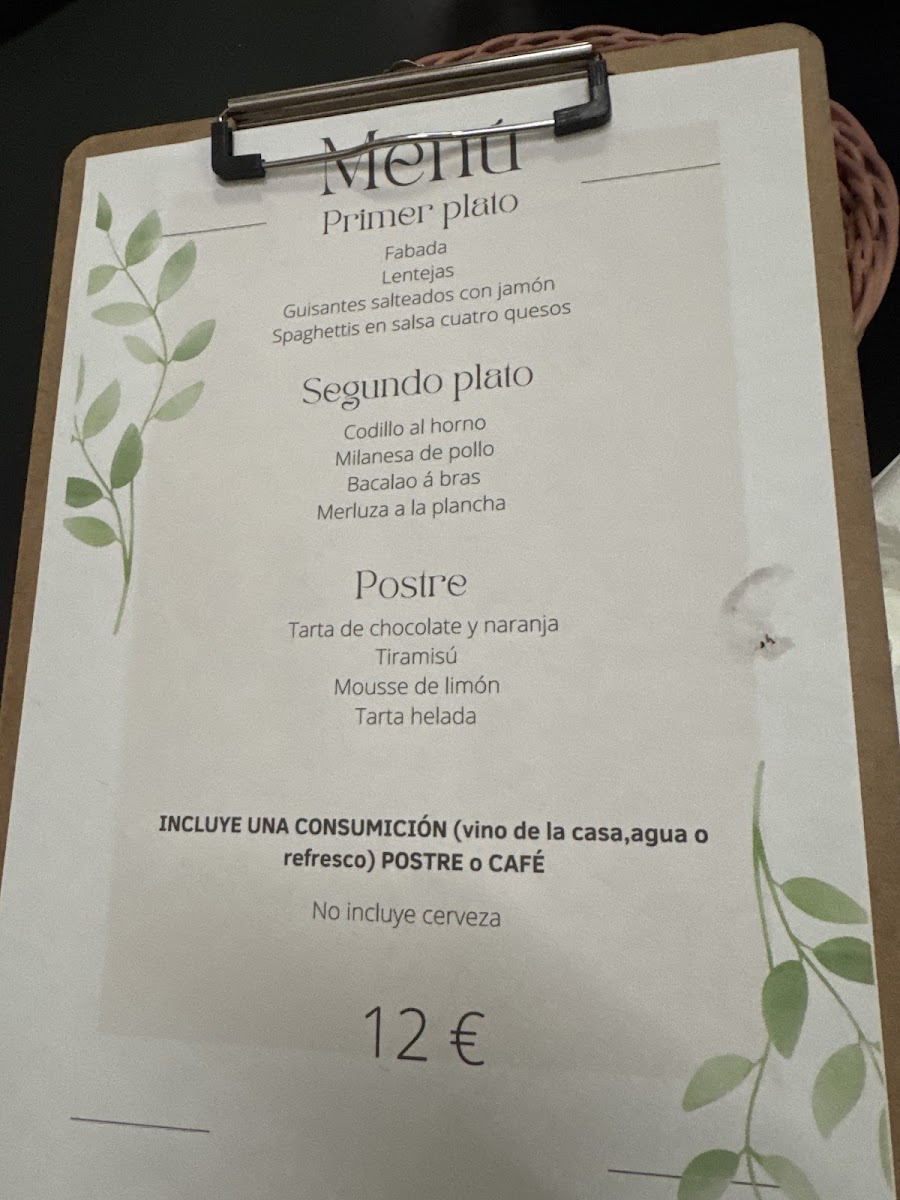 Menú
Primer plato
Fabada
Lentejas
Guisantes salteados con jamón
Spaghettis en salsa cuatro quesos
Segundo plato
Codillo al horno
Milanesa de pollo
Bacalao á bras
Merluza a la plancha
Postre
Tarta de chocolate y naranja
Tiramisú
Mousse de limón
Tarta helada
INCLUYE UNA CONSUMICIÓN (vino de la casa,agua o
refresco) POSTRE o CAFÉ
No incluye cerveza
12 €